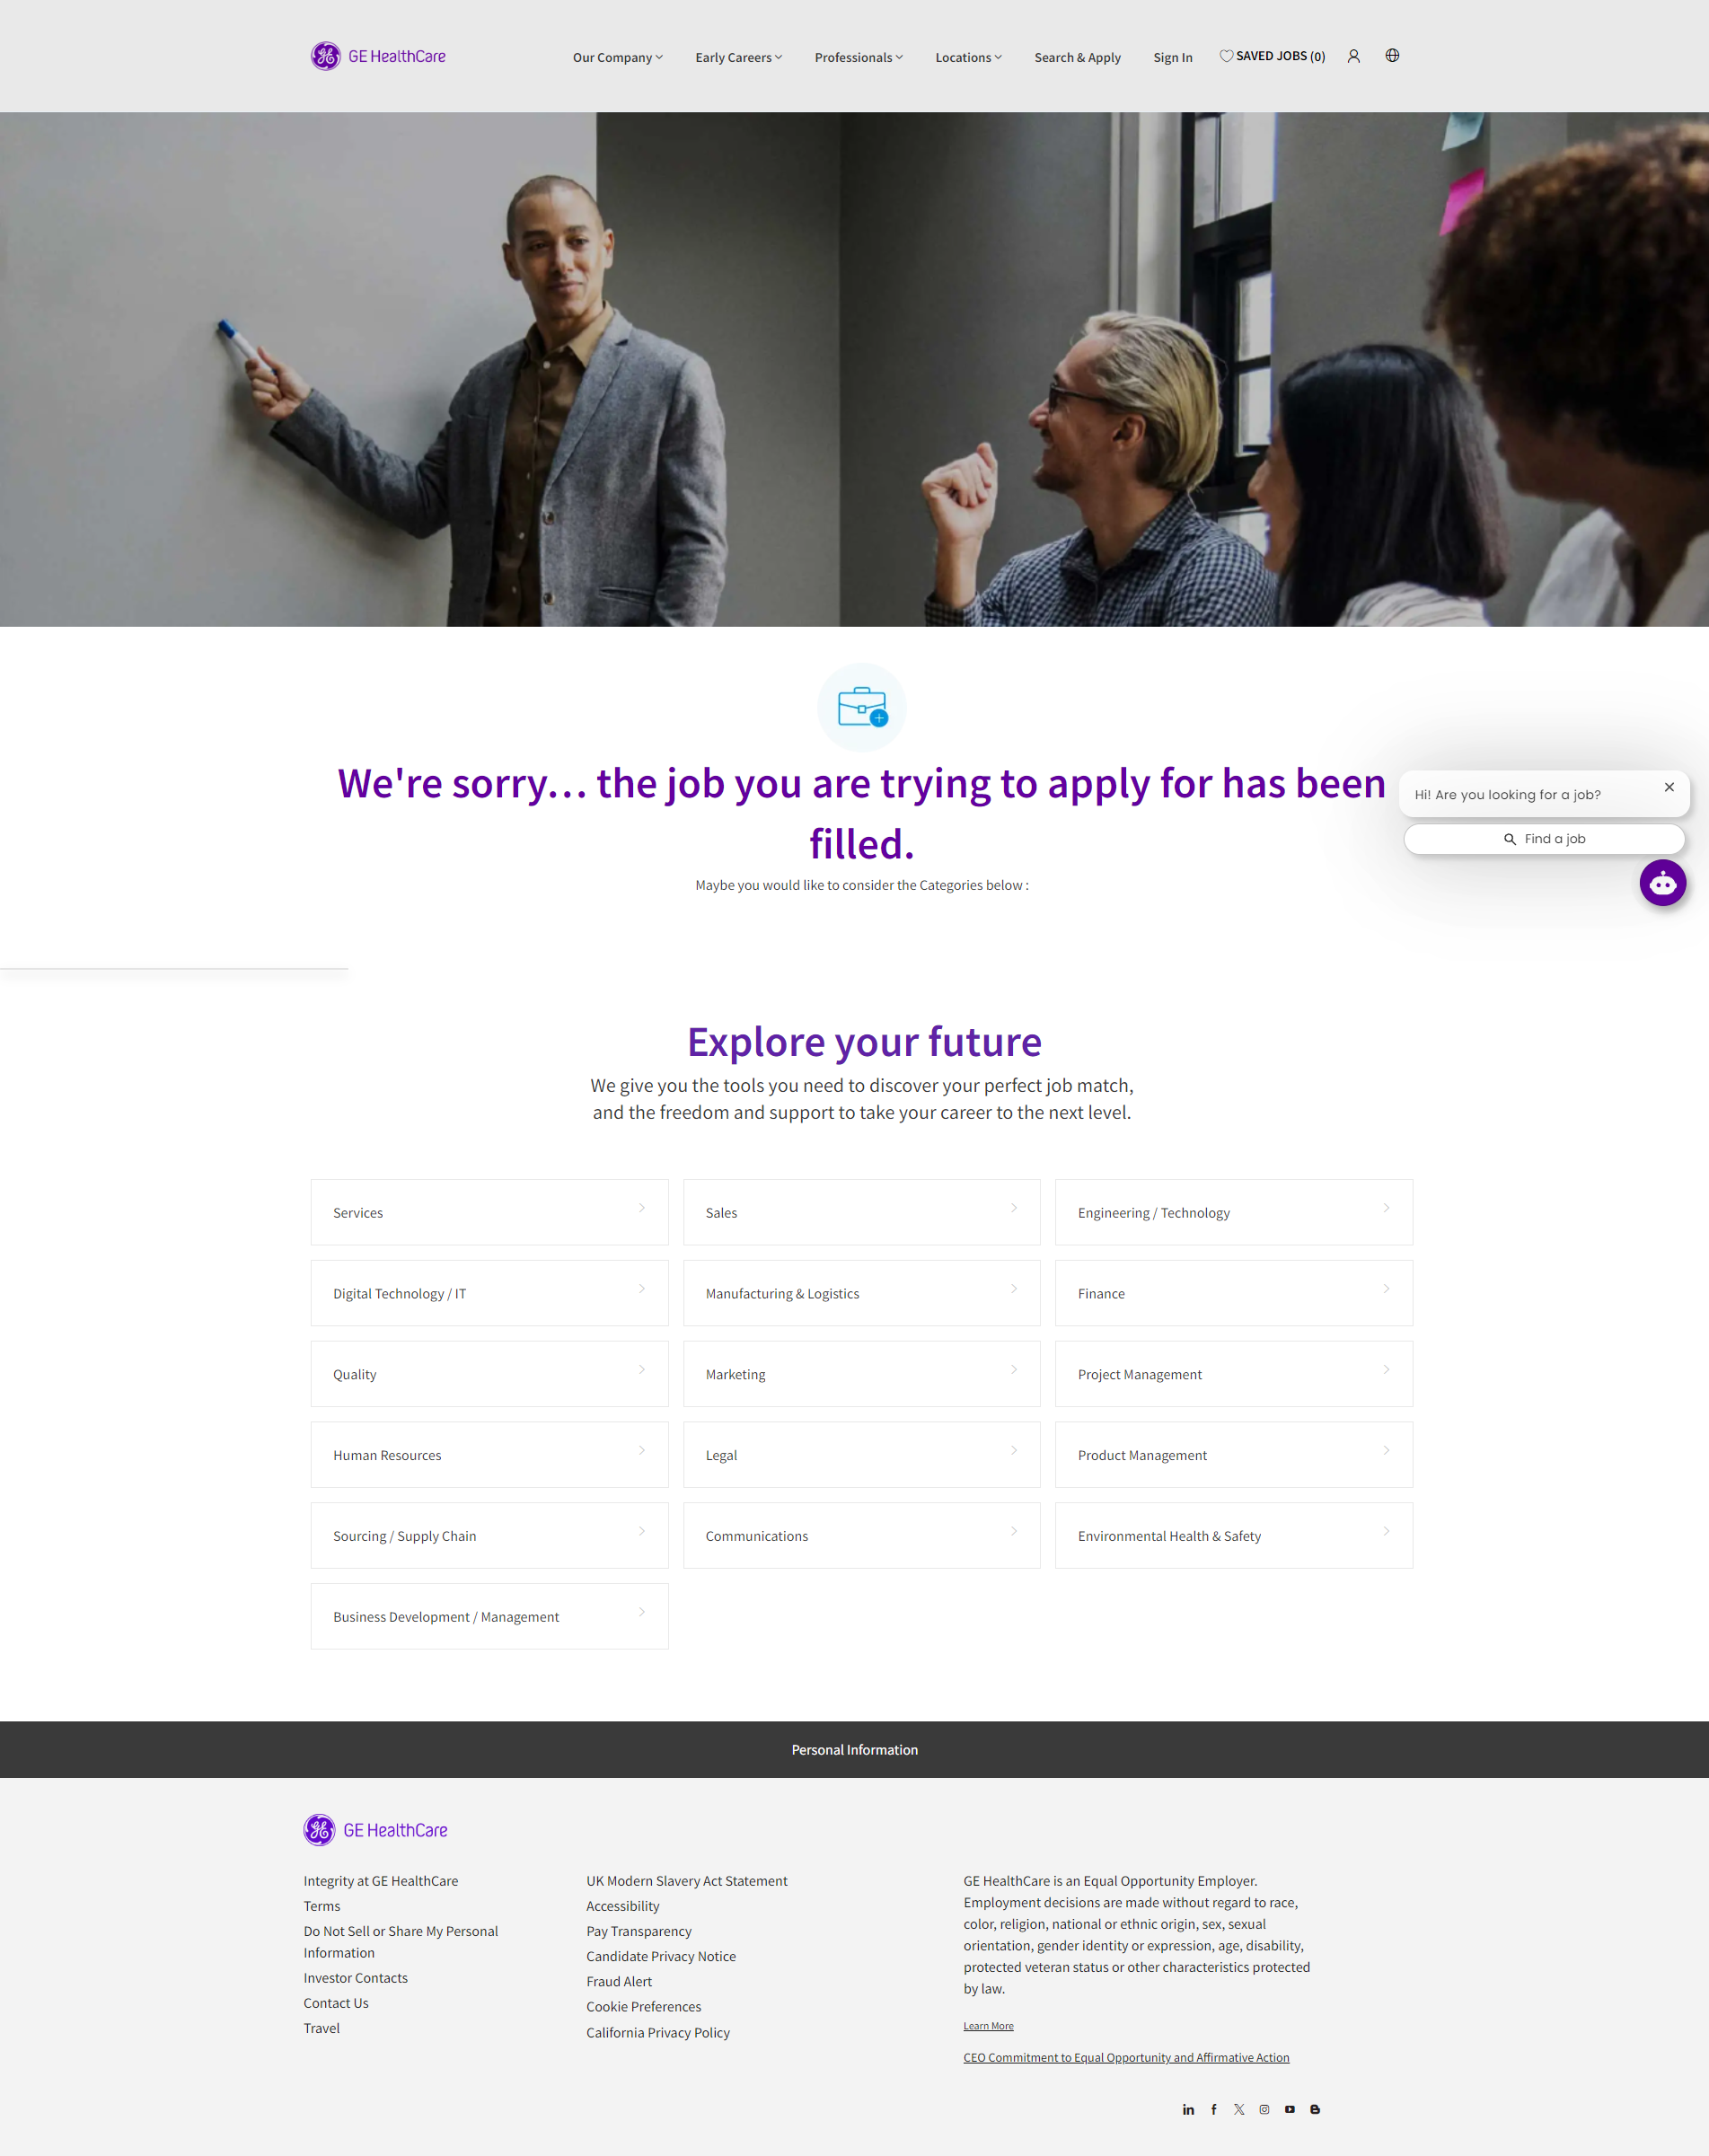 GE HealthCare
Our Company
Early Careers
Professionals
Locations
Search & Apply
Sign In
SAVED JOBS (0)
We're sorry… the job you are trying to apply for has been
filled.
Maybe you would like to consider the Categories below :
Hi! Are you looking for a job?
Find a job
Explore your future
We give you the tools you need to discover your perfect job match,
and the freedom and support to take your career to the next level.
Services
Sales
Engineering / Technology
Digital Technology / IT
Manufacturing & Logistics
Finance
Quality
Marketing
Project Management
Human Resources
Legal
Product Management
Sourcing / Supply Chain
Communications
Environmental Health & Safety
Business Development / Management
Personal Information
GE HealthCare
Integrity at GE HealthCare
Terms
Do Not Sell or Share My Personal
Information
Investor Contacts
Contact Us
Travel
UK Modern Slavery Act Statement
Accessibility
Pay Transparency
Candidate Privacy Notice
Fraud Alert
Cookie Preferences
California Privacy Policy
GE HealthCare is an Equal Opportunity Employer.
Employment decisions are made without regard to race,
color, religion, national or ethnic origin, sex, sexual
orientation, gender identity or expression, age, disability,
protected veteran status or other characteristics protected
by law.
Learn More
CEO Commitment to Equal Opportunity and Affirmative Action